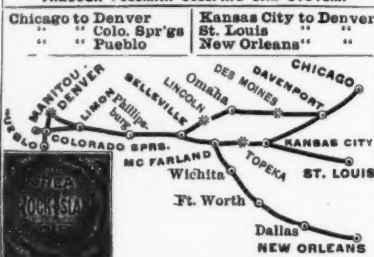 Chicago to Denver
" " Colo. Spr'gs
" " Pueblo
Kansas City to Denver
St. Louis " "
New Orleans " "
CHICAGO
DAVENPORT
DES MOINES
Omaha
LINCOLN
BELLEVILLE
Phillips-
burg
LIMON
DENVER
MANITOU
PUEBLO
COLORADO SPRS.
MC FARLAND
TOPEKA
KANSAS CITY
ST. LOUIS
Wichita
Ft. Worth
Dallas
NEW ORLEANS
GREAT
ROCK ISLAND